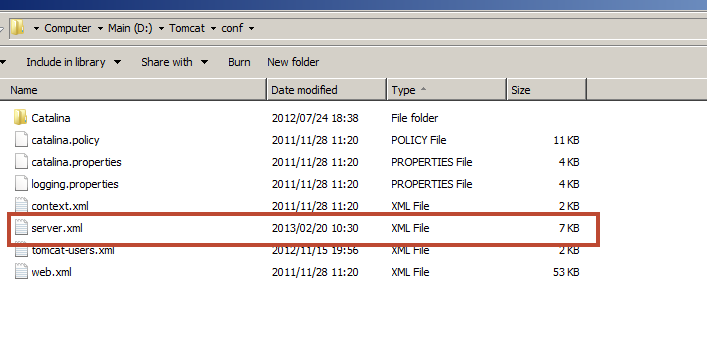 Computer Main (D:) Tomcat conf
Include in library Share with Burn New folder
Name Date modified Type Size
Catalina 2012/07/24 18:38 File folder
catalina.policy 2011/11/28 11:20 POLICY File 11 KB
catalina.properties 2011/11/28 11:20 PROPERTIES File 4 KB
logging.properties 2011/11/28 11:20 PROPERTIES File 4 KB
context.xml 2011/11/28 11:20 XML File 2 KB
server.xml 2013/02/20 10:30 XML File 7 KB
tomcat-users.xml 2012/11/15 19:56 XML File 2 KB
web.xml 2011/11/28 11:20 XML File 53 KB